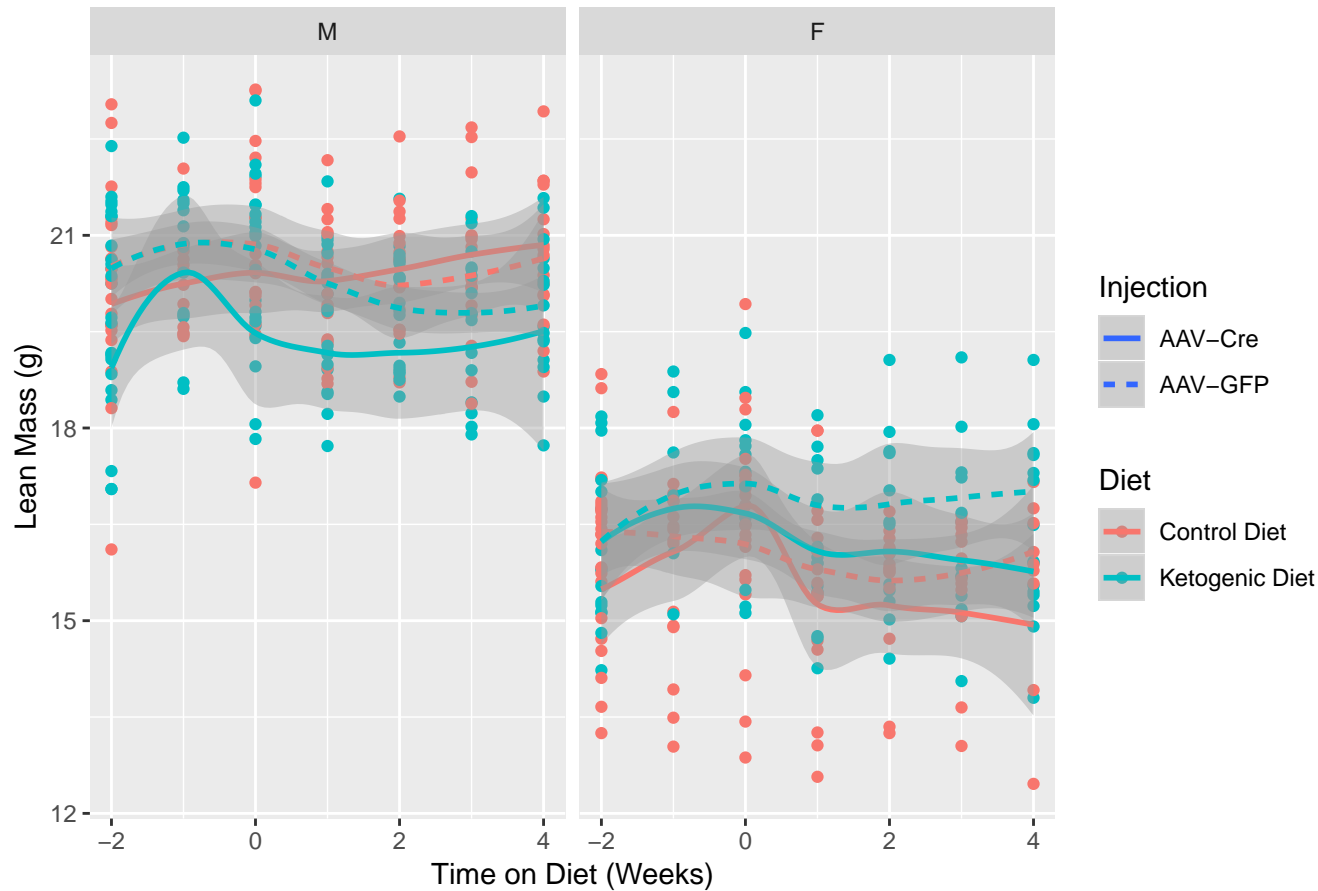 M
F
21
18
15
12
Lean Mass (g)
−2
0
2
4
−2
0
2
4
Time on Diet (Weeks)
Injection
AAV−Cre
AAV−GFP
Diet
Control Diet
Ketogenic Diet